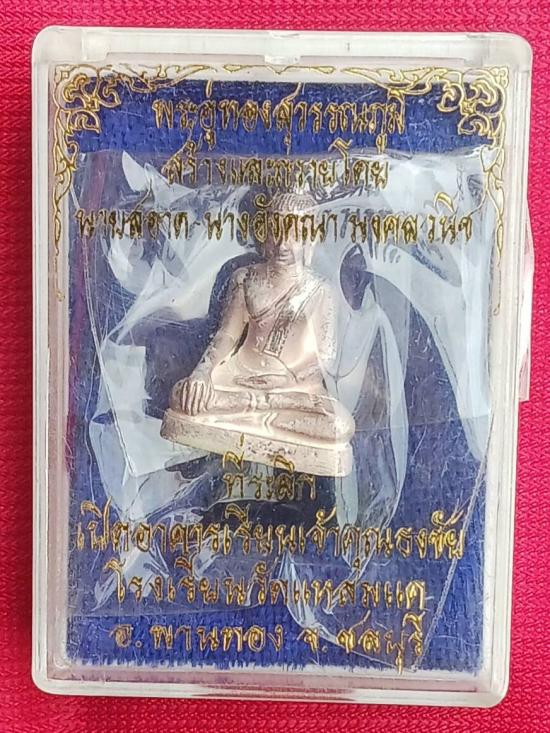 พระอู่ทองสุวรรณภูมิ
สร้างและถวายโดย
นายสอาด-นางอังคณา มงคลวนิช
ที่ระลึก
เปิดอาคารเรียนเจ้าคุณธงชัย
โรงเรียนวัดแหลมแค
อ.พานทอง จ.ชลบุรี